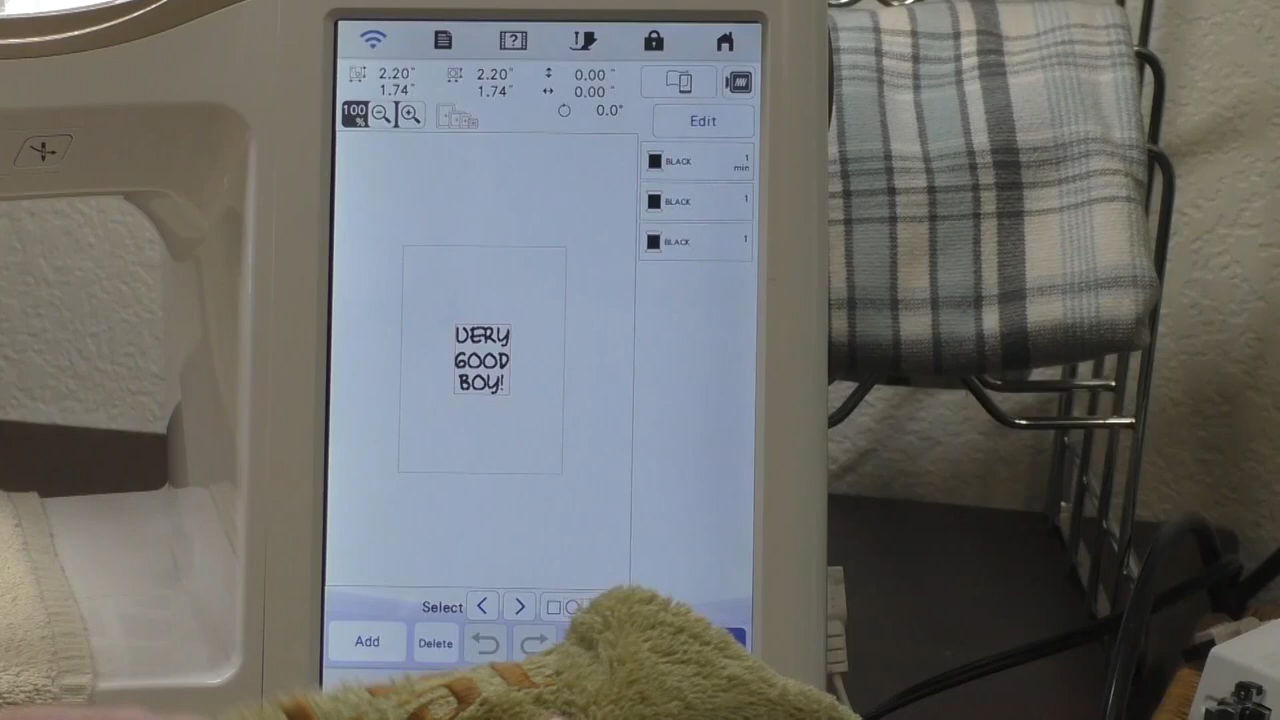 2.20" 2.20" 0.00"
1.74" 1.74" 0.00"
100 % 0.0°
Edit
BLACK 1 min
BLACK 1
BLACK 1
VERY
GOOD
BOY!
Select
Add Delete